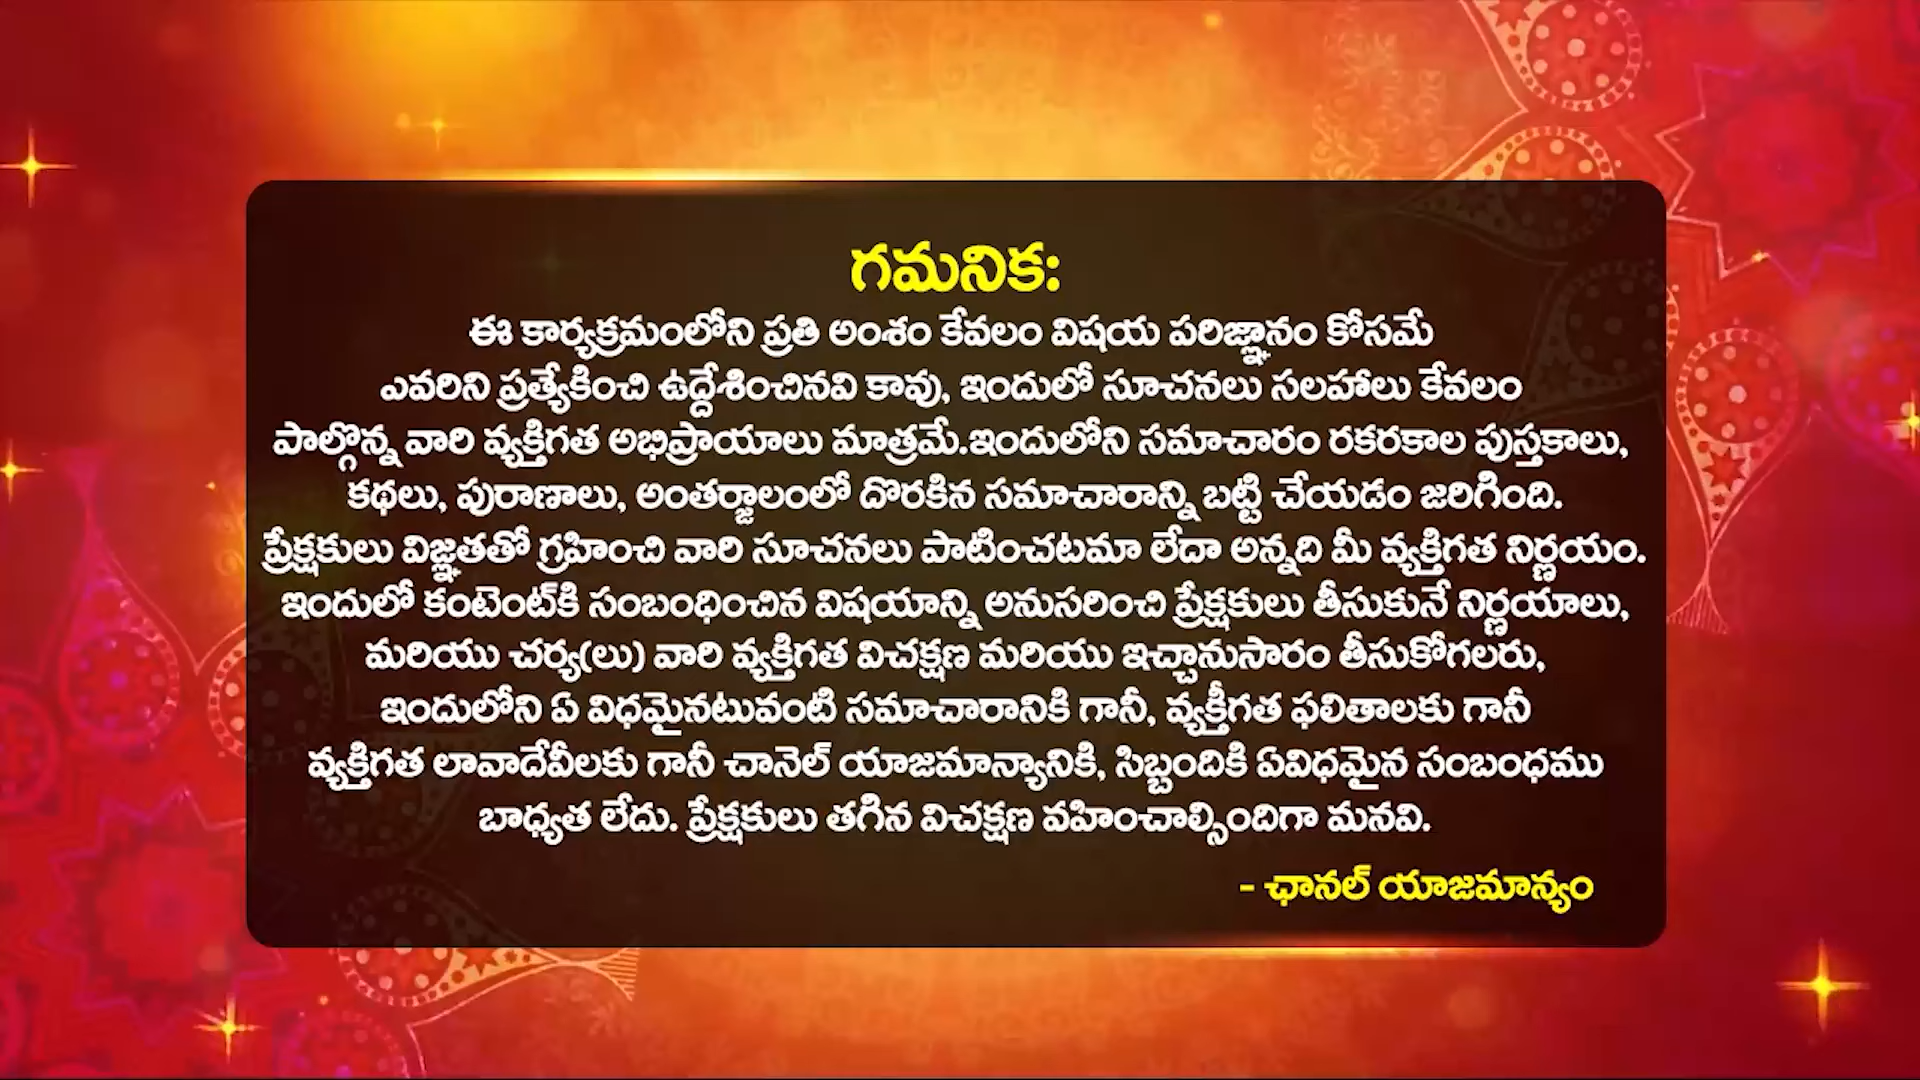 గమనిక:
ఈ కార్యక్రమంలోని ప్రతి అంశం కేవలం విషయ పరిజ్ఞానం కోసమే
ఎవరిని ప్రత్యేకించి ఉద్దేశించినవి కావు, ఇందులో సూచనలు సలహాలు కేవలం
పాల్గొన్న వారి వ్యక్తిగత అభిప్రాయాలు మాత్రమే.ఇందులోని సమాచారం రకరకాల పుస్తకాలు,
కథలు, పురాణాలు, అంతర్జాలంలో దొరకిన సమాచారాన్ని బట్టి చేయడం జరిగింది.
ప్రేక్షకులు విజ్ఞతతో గ్రహించి వారి సూచనలు పాటించటమా లేదా అన్నది మీ వ్యక్తిగత నిర్ణయం.
ఇందులో కంటెంట్‌కి సంబంధించిన విషయాన్ని అనుసరించి ప్రేక్షకులు తీసుకునే నిర్ణయాలు,
మరియు చర్య(లు) వారి వ్యక్తిగత విచక్షణ మరియు ఇచ్చానుసారం తీసుకోగలరు,
ఇందులోని ఏ విధమైనటువంటి సమాచారానికి గానీ, వ్యక్తీగత ఫలితాలకు గానీ
వ్యక్తిగత లావాదేవీలకు గానీ చానెల్ యాజమాన్యానికి, సిబ్బందికి ఏవిధమైన సంబంధము
బాధ్యత లేదు. ప్రేక్షకులు తగిన విచక్షణ వహించాల్సిందిగా మనవి.
- ఛానల్ యాజమాన్యం